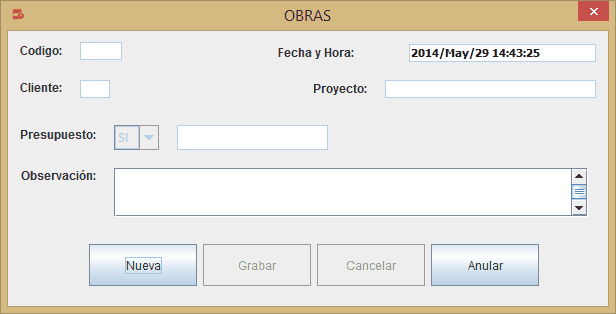 OBRAS
Codigo:
Fecha y Hora: 2014/May/29 14:43:25
Cliente:
Proyecto:
Presupuesto: SI
Observación:
Nueva Grabar Cancelar Anular